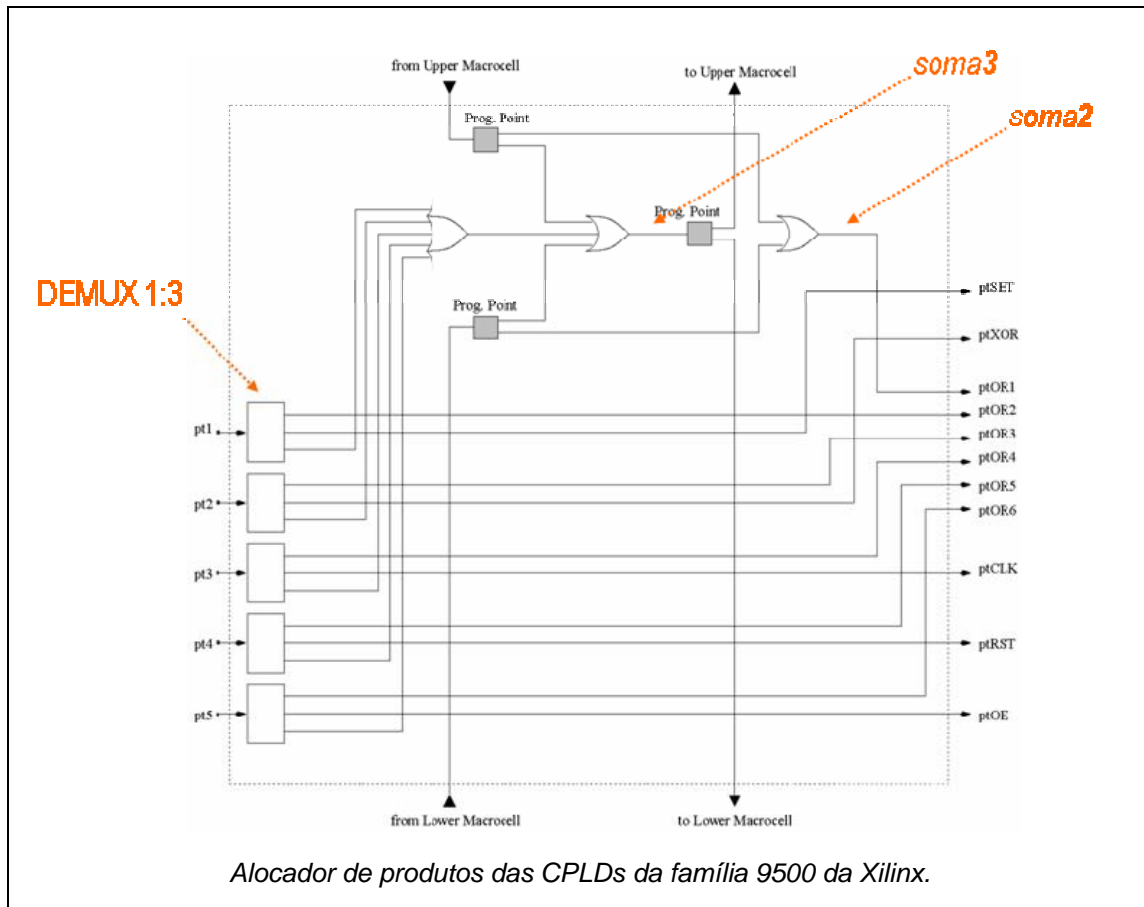 from Upper Macrocell
to Upper Macrocell
soma3
soma2
Prog. Point
Prog. Point
DEMUX 1:3
Prog. Point
ptSET
ptXOR
ptOR1
ptOR2
ptOR3
ptOR4
ptOR5
ptOR6
ptCLK
ptRST
ptOE
pt1
pt2
pt3
pt4
pt5
from Lower Macrocell
to Lower Macrocell
Alocador de produtos das CPLDs da família 9500 da Xilinx.